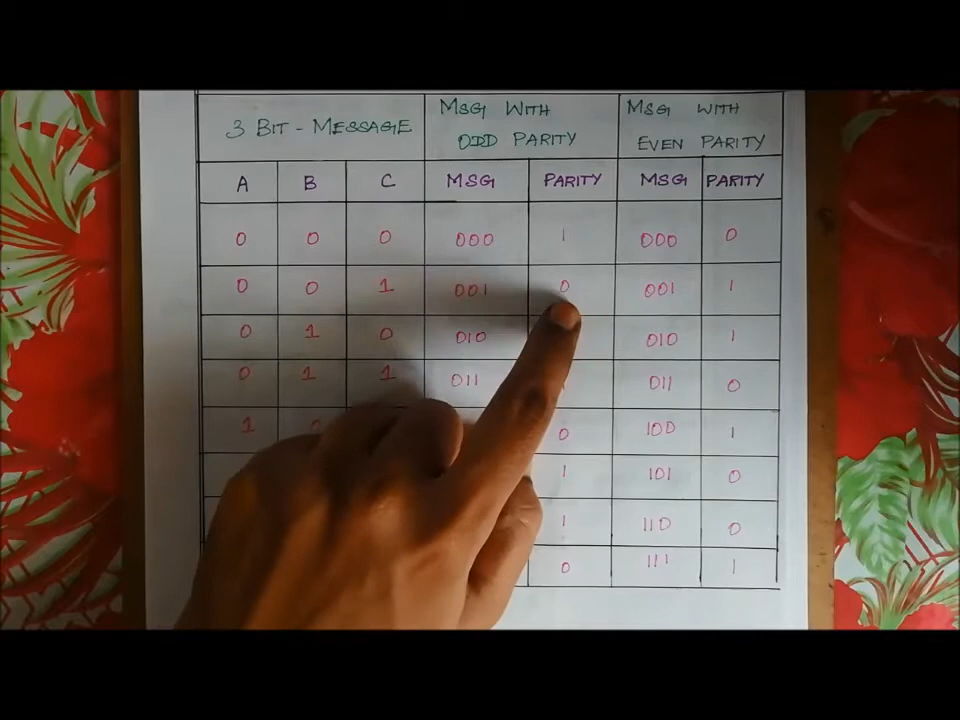 3 BIT - MESSAGE
MSG WITH
ODD PARITY
MSG WITH
EVEN PARITY
A B C MSG PARITY MSG PARITY
0 0 0 000 1 000 0
0 0 1 001 0 001 1
0 1 0 010 010 1
0 1 1 011 011 0
1 0 0 100 1
1 101 0
1 110 0
0 111 1